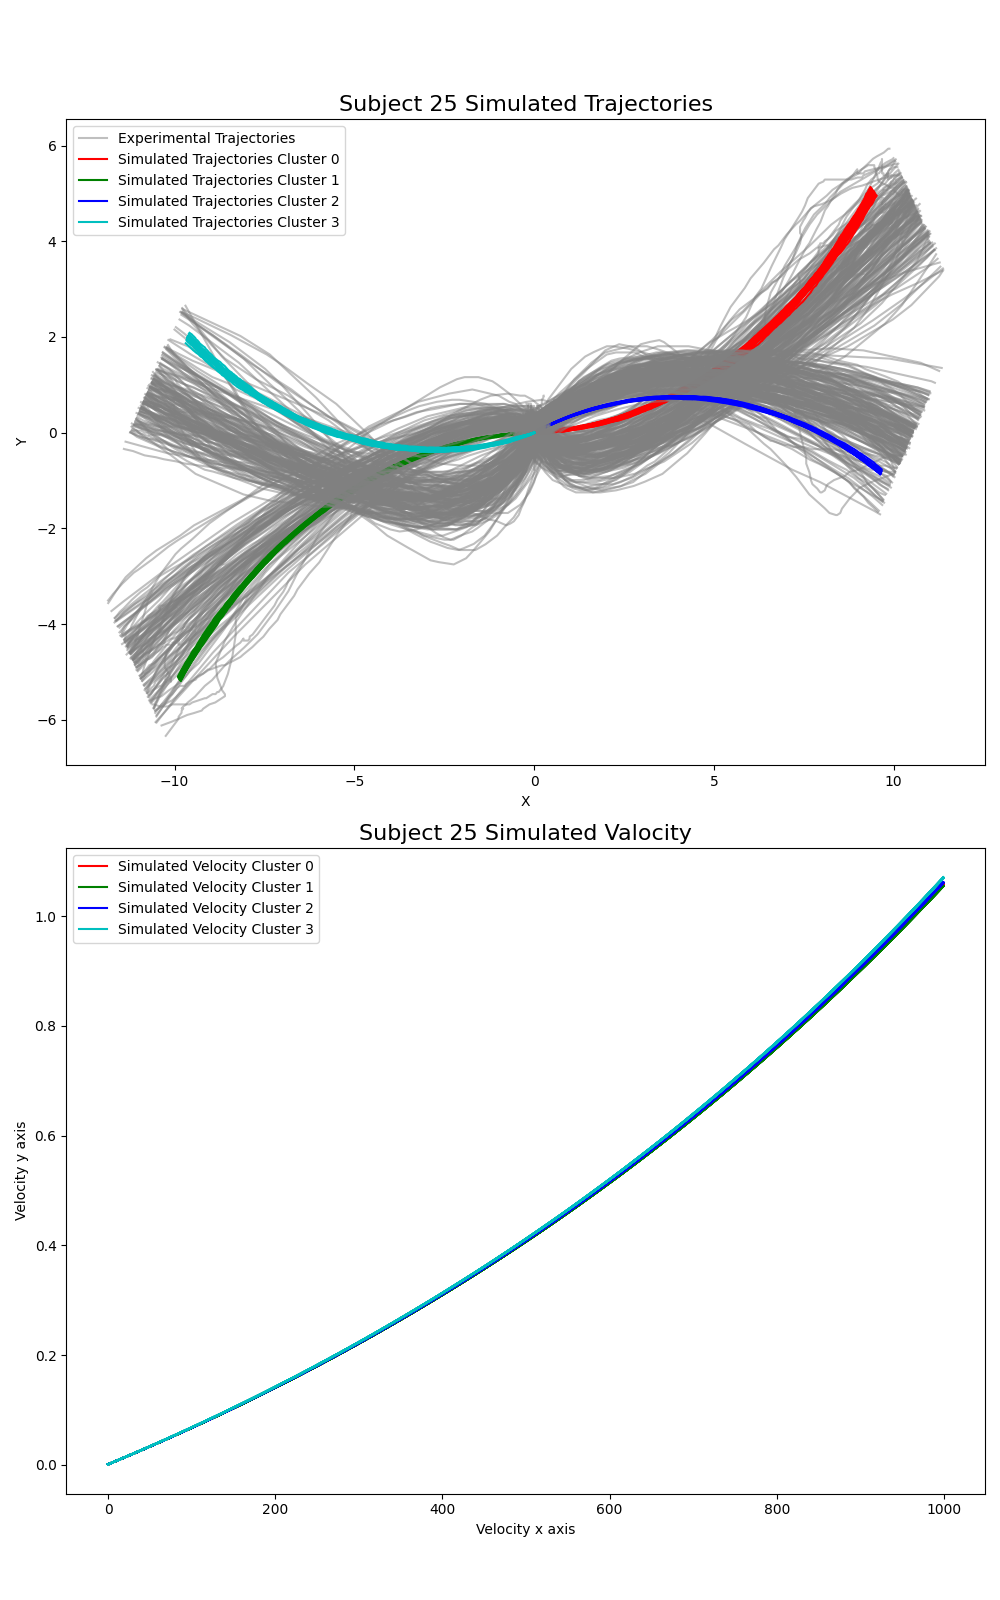 Subject 25 Simulated Trajectories
Experimental Trajectories
Simulated Trajectories Cluster 0
Simulated Trajectories Cluster 1
Simulated Trajectories Cluster 2
Simulated Trajectories Cluster 3
6
4
2
0
−2
−4
−6
Y
−10
−5
0
5
10
X
Subject 25 Simulated Valocity
Simulated Velocity Cluster 0
Simulated Velocity Cluster 1
Simulated Velocity Cluster 2
Simulated Velocity Cluster 3
1.0
0.8
0.6
0.4
0.2
0.0
Velocity y axis
0
200
400
600
800
1000
Velocity x axis